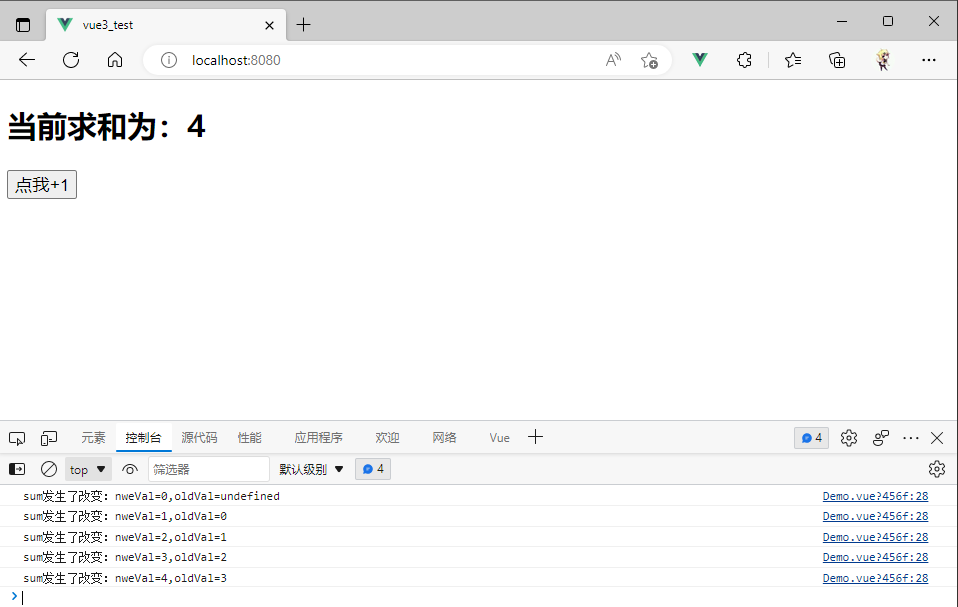 vue3_test
localhost:8080
当前求和为：4
点我+1
元素 控制台 源代码 性能 应用程序 欢迎 网络 Vue 4
top 筛选器 默认级别 4
sum发生了改变: nweVal=0,oldVal=undefined Demo.vue?456f:28
sum发生了改变: nweVal=1,oldVal=0 Demo.vue?456f:28
sum发生了改变: nweVal=2,oldVal=1 Demo.vue?456f:28
sum发生了改变: nweVal=3,oldVal=2 Demo.vue?456f:28
sum发生了改变: nweVal=4,oldVal=3 Demo.vue?456f:28